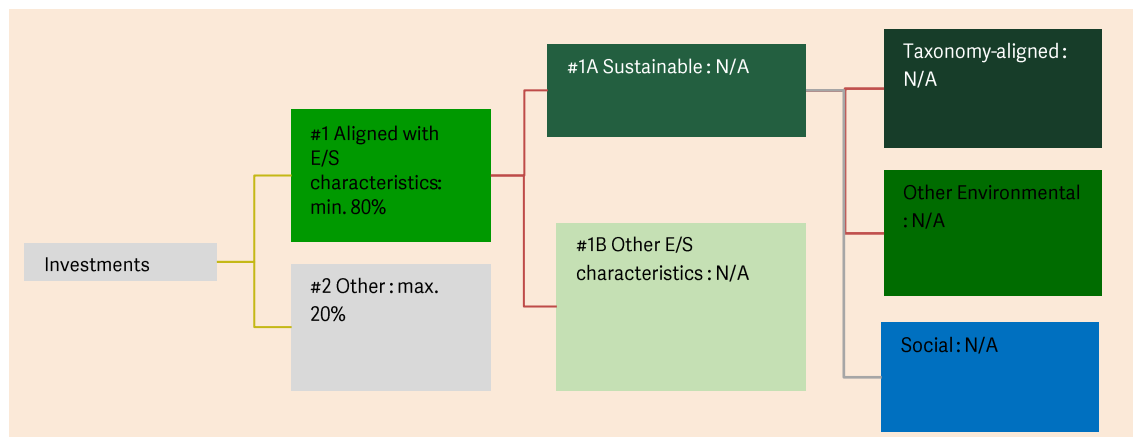 Investments
#1 Aligned with
E/S
characteristics:
min. 80%
#2 Other : max.
20%
#1A Sustainable : N/A
#1B Other E/S
characteristics : N/A
Taxonomy-aligned :
N/A
Other Environmental
: N/A
Social : N/A